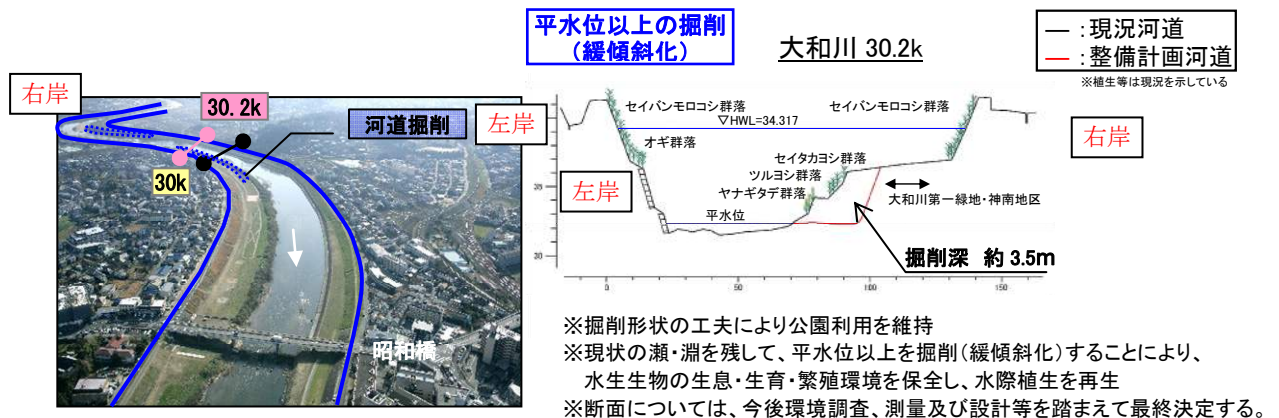 平水位以上の掘削
(緩傾斜化)
大和川 30.2k
― :現況河道
― :整備計画河道
※植生等は現況を示している
右岸
30.2k
河道掘削
左岸
30k
昭和橋
セイバンモロコシ群落
セイバンモロコシ群落
▽HWL=34.317
オギ群落
セイタカヨシ群落
ツルヨシ群落
ヤナギタデ群落
平水位
左岸
右岸
大和川第一緑地・神南地区
掘削深 約 3.5m
40
35
30
0
50
100
150
※掘削形状の工夫により公園利用を維持
※現状の瀬・淵を残して、平水位以上を掘削(緩傾斜化)することにより、
水生生物の生息・生育・繁殖環境を保全し、水際植生を再生
※断面については、今後環境調査、測量及び設計等を踏まえて最終決定する。